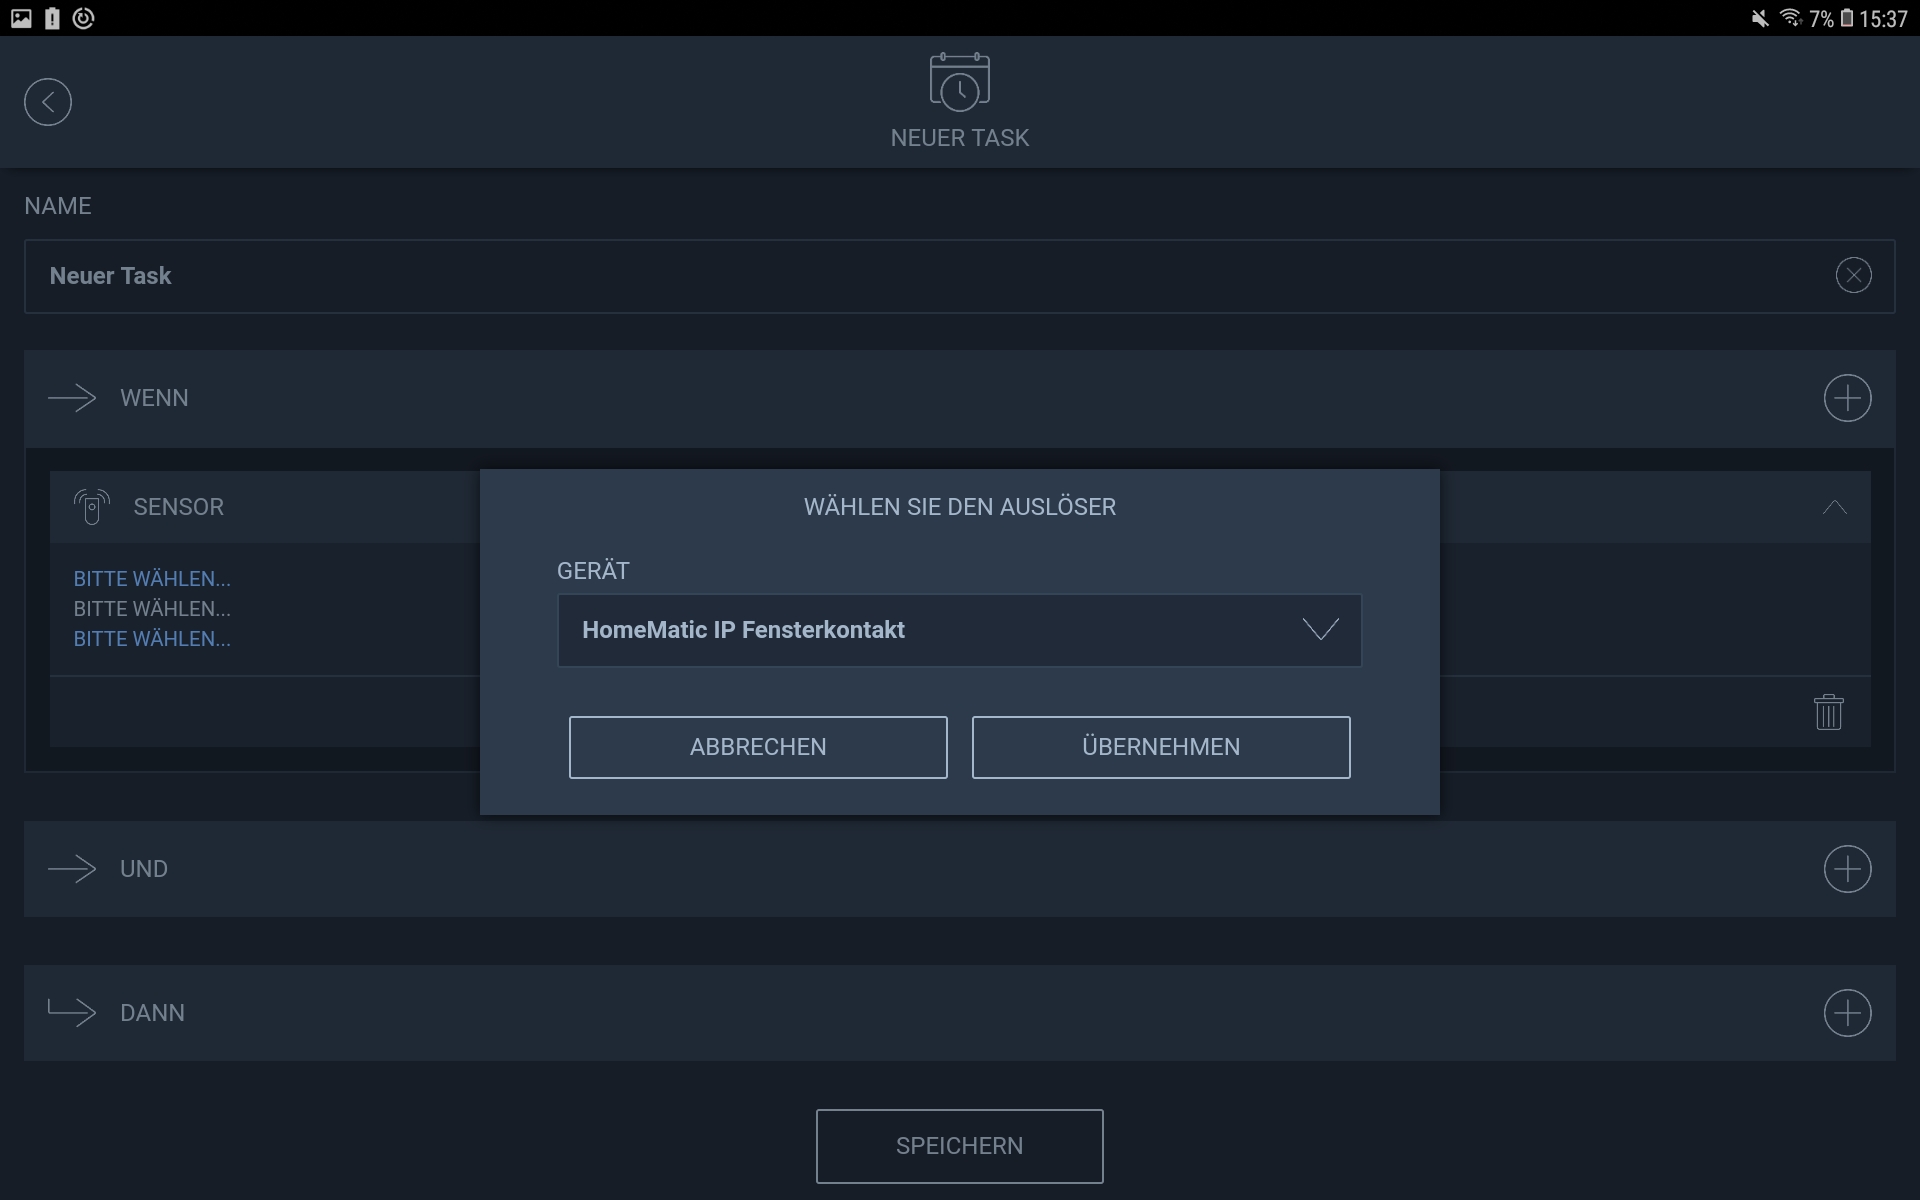 7% 15:37
NEUER TASK
NAME
Neuer Task
WENN
SENSOR
BITTE WÄHLEN...
BITTE WÄHLEN...
BITTE WÄHLEN...
WÄHLEN SIE DEN AUSLÖSER
GERÄT
HomeMatic IP Fensterkontakt
ABBRECHEN ÜBERNEHMEN
UND
DANN
SPEICHERN